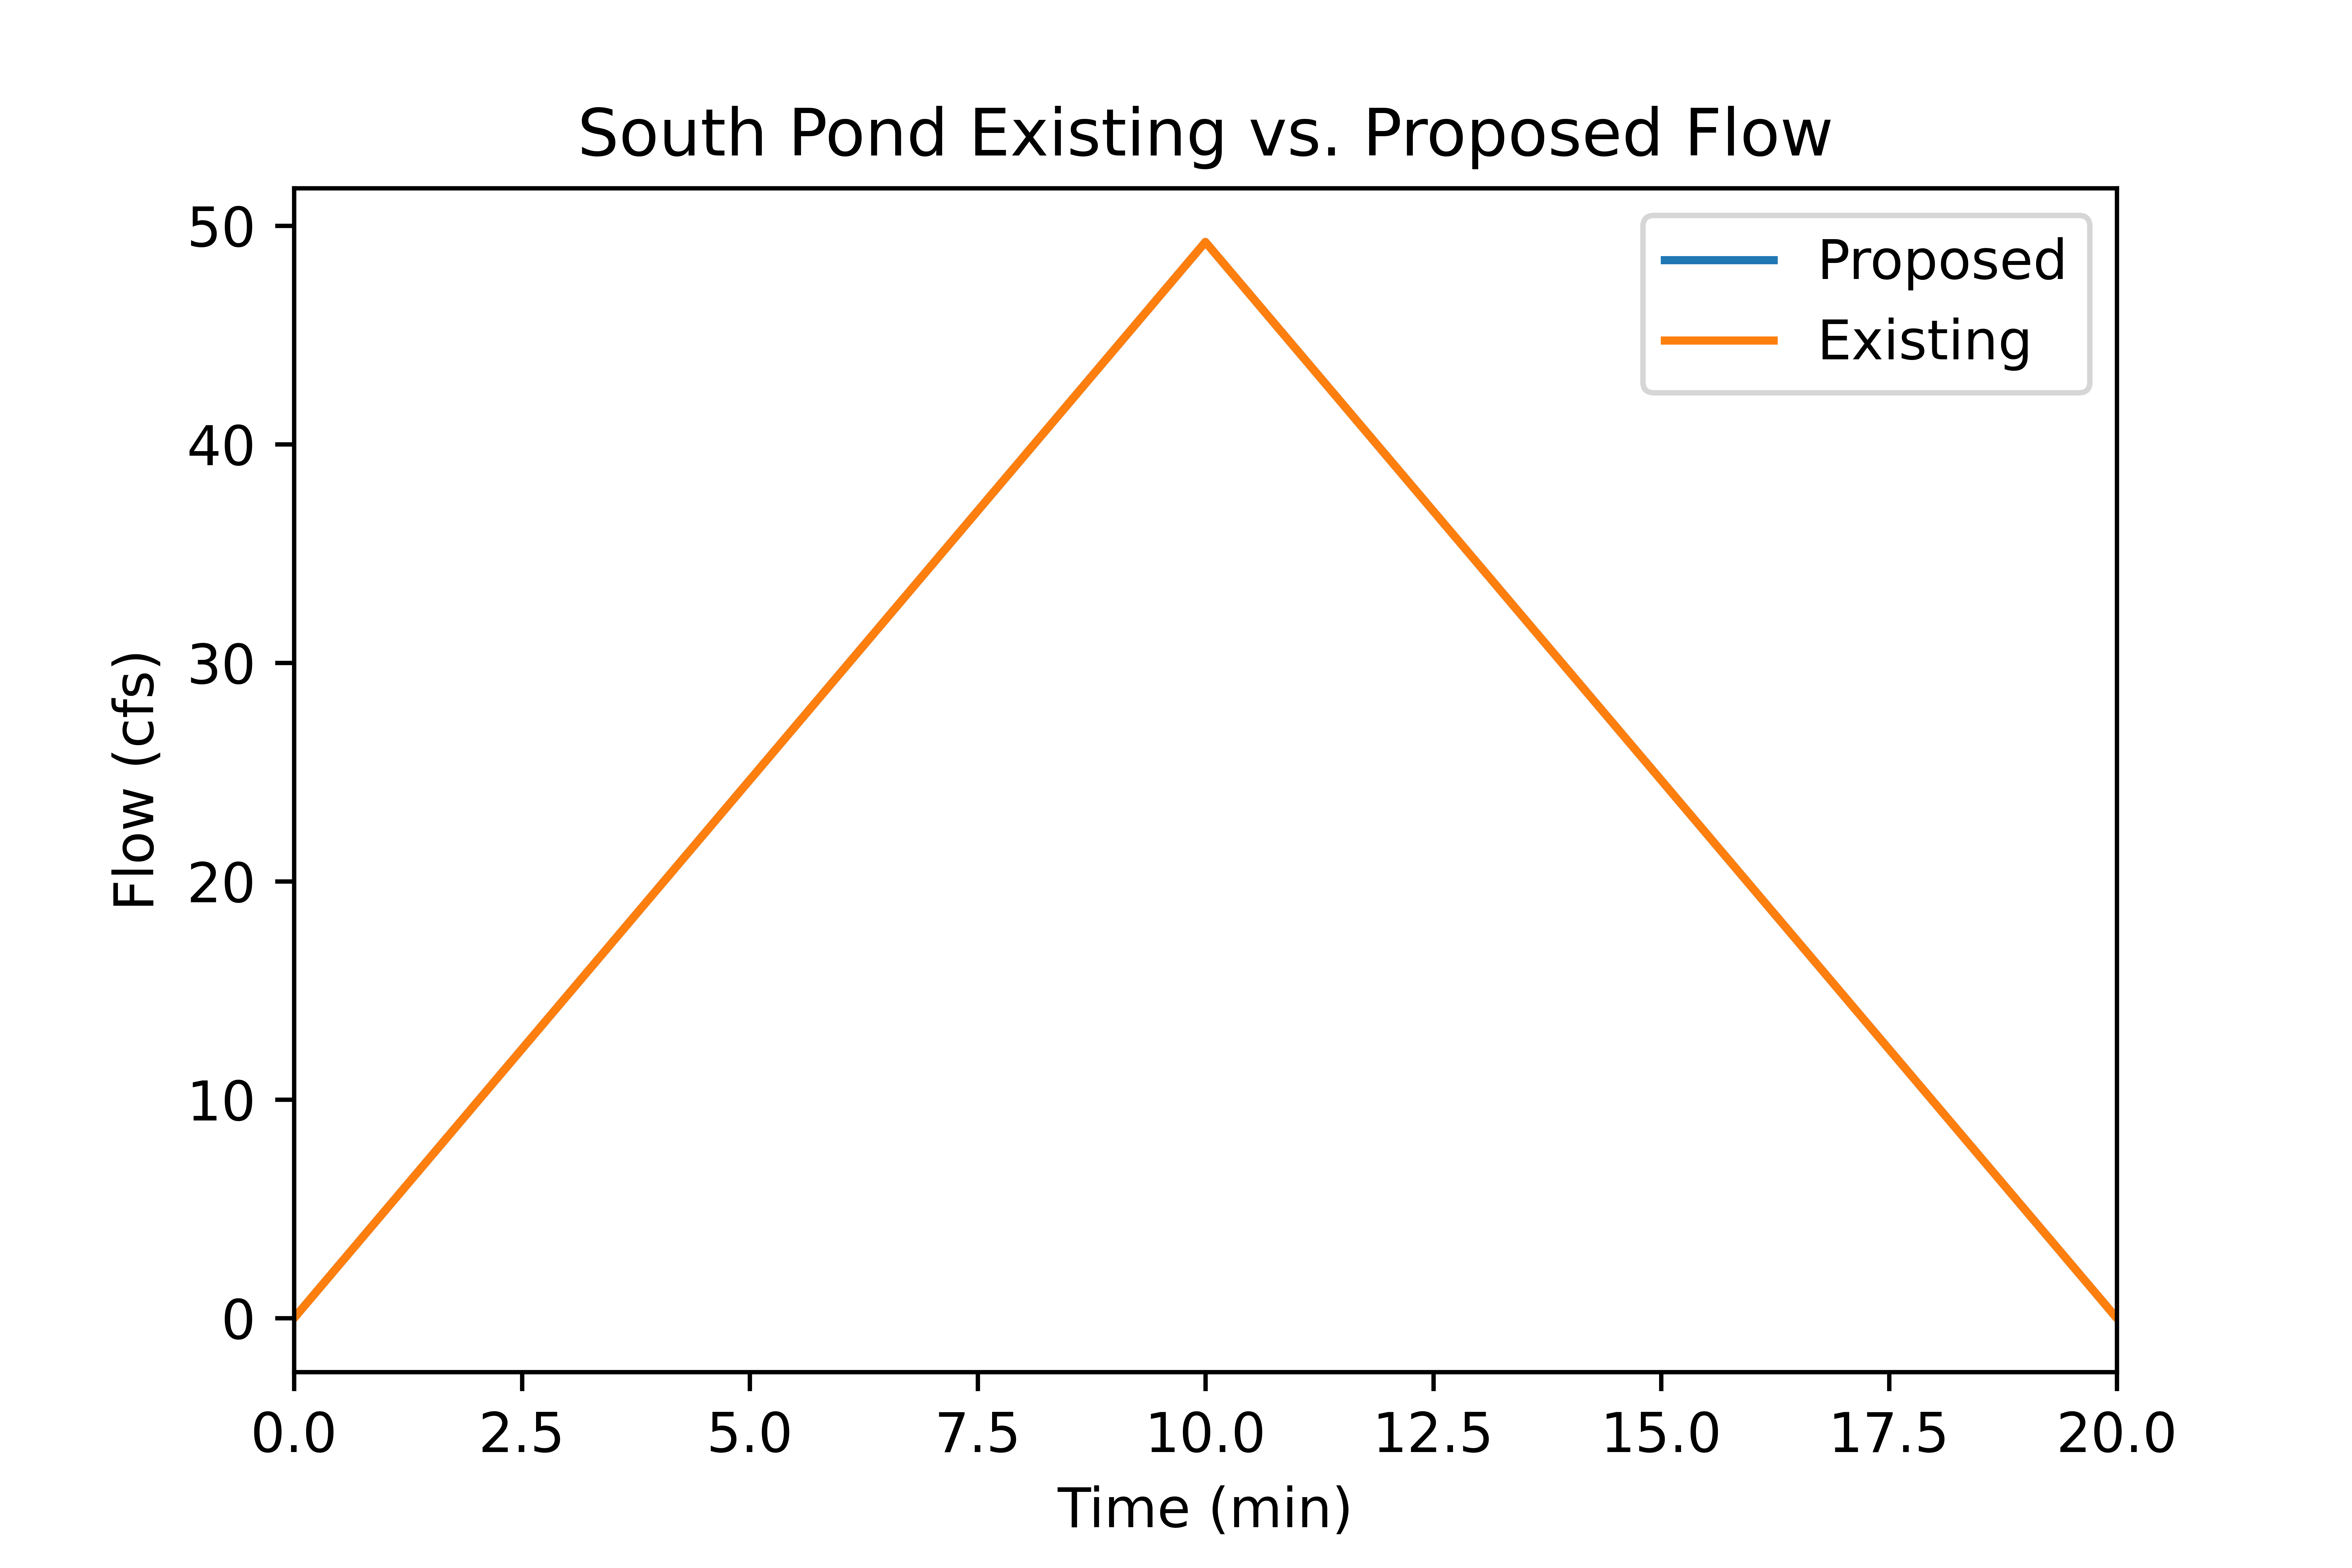 South Pond Existing vs. Proposed Flow
Proposed
Existing
50
40
30
20
10
0
Flow (cfs)
0.0 2.5 5.0 7.5 10.0 12.5 15.0 17.5 20.0
Time (min)